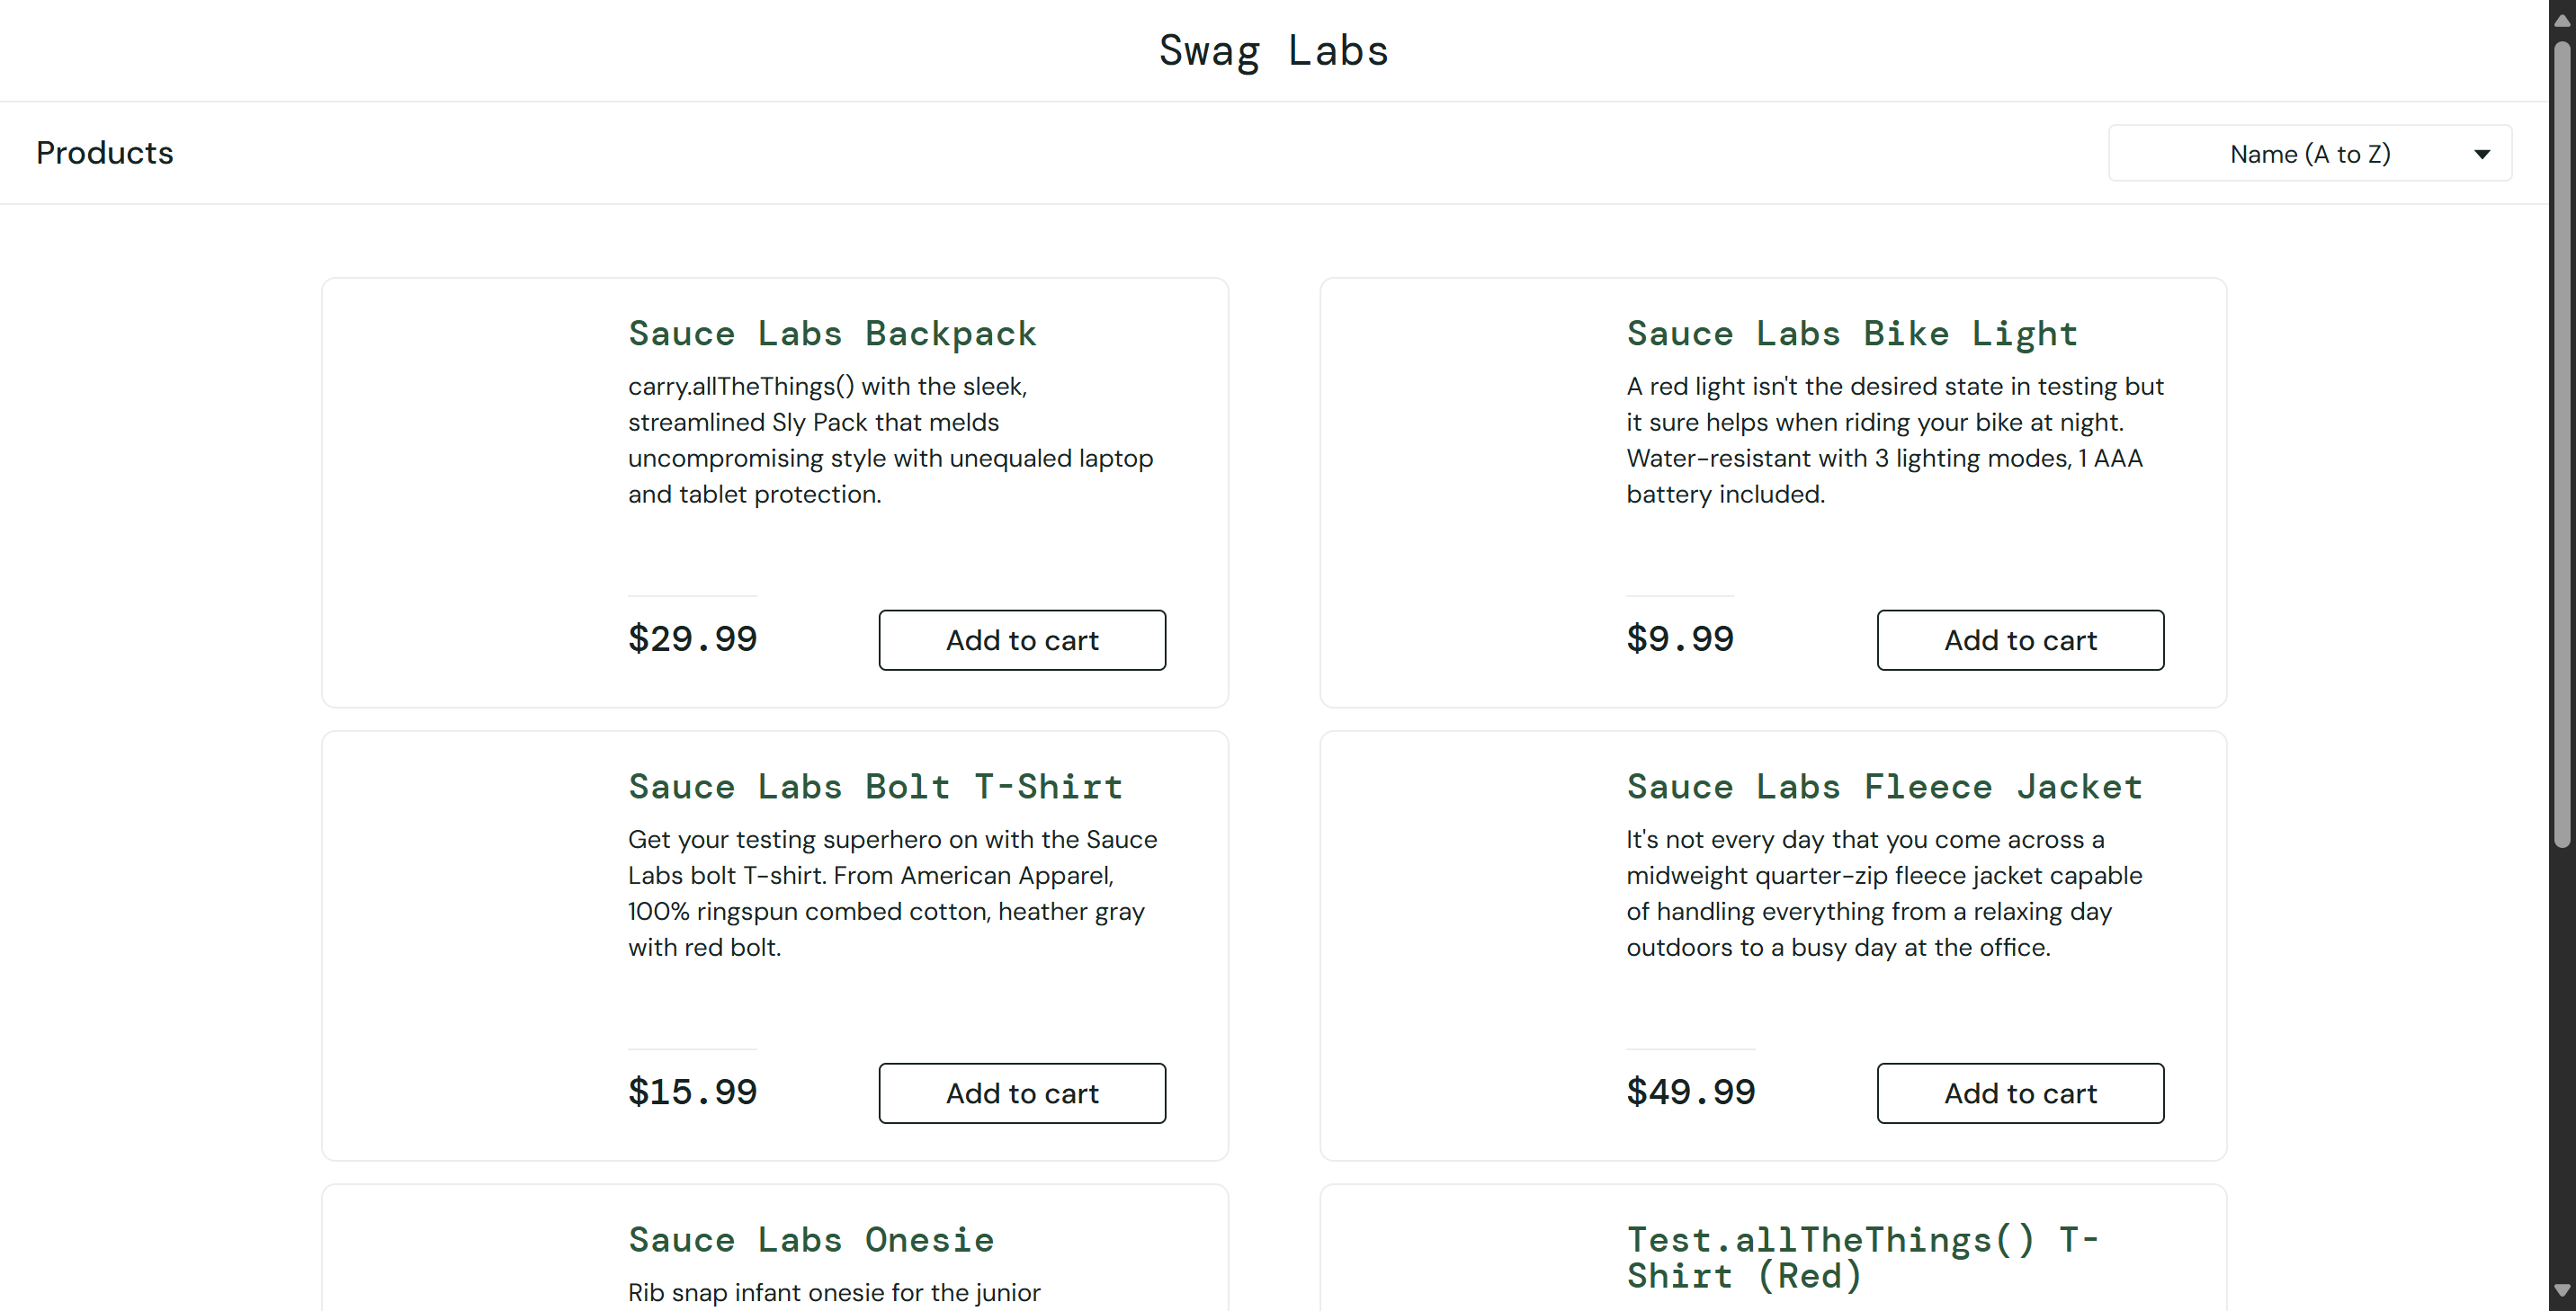 Swag Labs
Products
Name (A to Z)
Sauce Labs Backpack
carry.allTheThings() with the sleek,
streamlined Sly Pack that melds
uncompromising style with unequaled laptop
and tablet protection.
$29.99
Add to cart
Sauce Labs Bike Light
A red light isn't the desired state in testing but
it sure helps when riding your bike at night.
Water-resistant with 3 lighting modes, 1 AAA
battery included.
$9.99
Add to cart
Sauce Labs Bolt T-Shirt
Get your testing superhero on with the Sauce
Labs bolt T-shirt. From American Apparel,
100% ringspun combed cotton, heather gray
with red bolt.
$15.99
Add to cart
Sauce Labs Fleece Jacket
It's not every day that you come across a
midweight quarter-zip fleece jacket capable
of handling everything from a relaxing day
outdoors to a busy day at the office.
$49.99
Add to cart
Sauce Labs Onesie
Rib snap infant onesie for the junior
Test.allTheThings() T-
Shirt (Red)